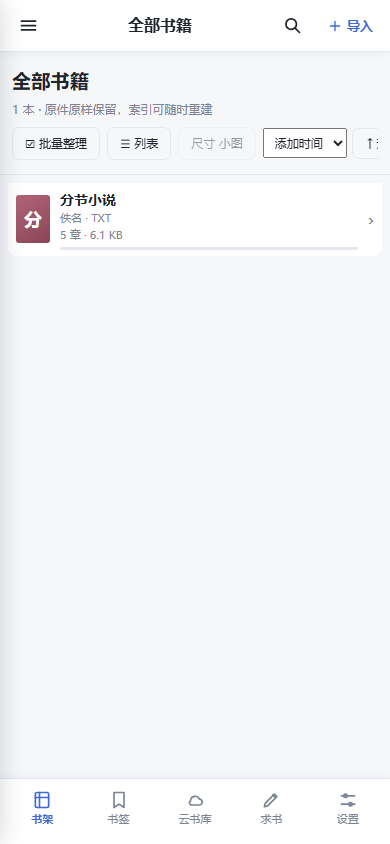 全部书籍
导入
全部书籍
1 本 · 原件原样保留，索引可随时重建
批量整理
列表
尺寸 小图
添加时间
分
分节小说
佚名 · TXT
5 章 · 6.1 KB
书架
书签
云书库
求书
设置